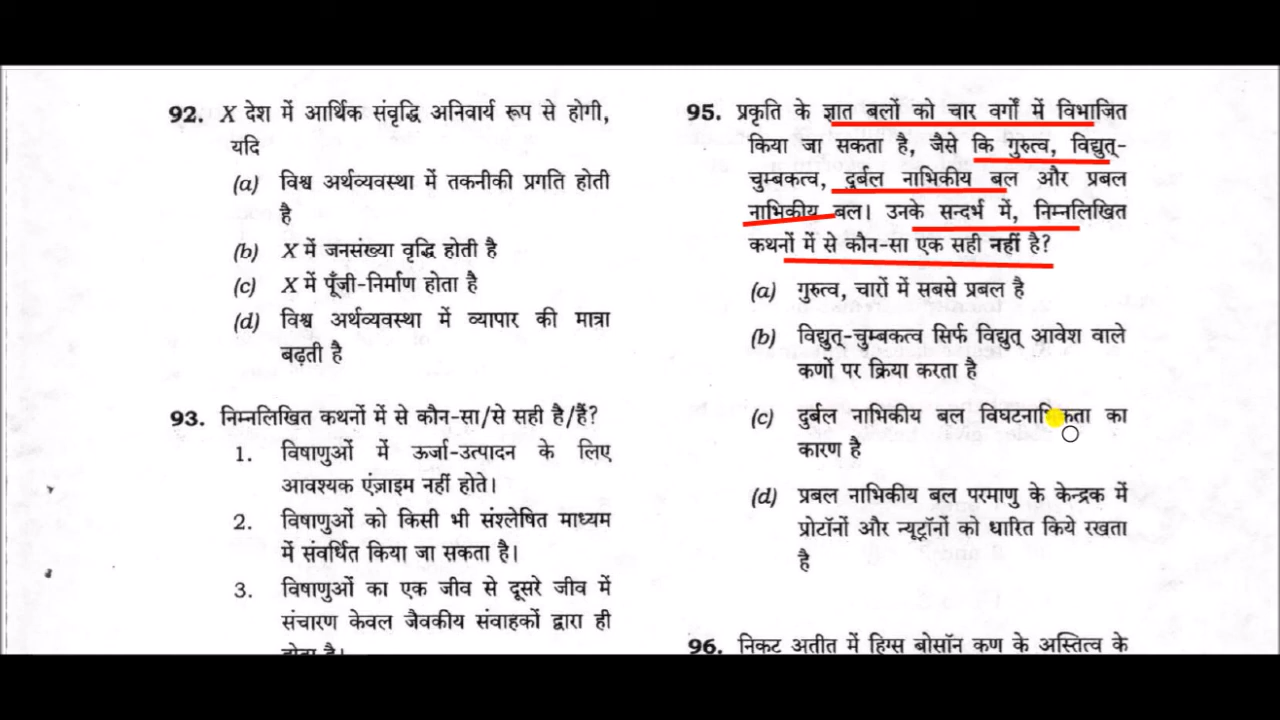 92. X देश में आर्थिक संवृद्धि अनिवार्य रूप से होगी,
यदि
(a) विश्व अर्थव्यवस्था में तकनीकी प्रगति होती
है
(b) X में जनसंख्या वृद्धि होती है
(c) X में पूँजी-निर्माण होता है
(d) विश्व अर्थव्यवस्था में व्यापार की मात्रा
बढ़ती है
93. निम्नलिखित कथनों में से कौन-सा/से सही है/हैं?
1. विषाणुओं में ऊर्जा-उत्पादन के लिए
आवश्यक एंज़ाइम नहीं होते।
2. विषाणुओं को किसी भी संश्लेषित माध्यम
में संवर्धित किया जा सकता है।
3. विषाणुओं का एक जीव से दूसरे जीव में
संचारण केवल जैवकीय संवाहकों द्वारा ही
95. प्रकृति के ज्ञात बलों को चार वर्गों में विभाजित
किया जा सकता है, जैसे कि गुरुत्व, विद्युत्-
चुम्बकत्व, दुर्बल नाभिकीय बल और प्रबल
नाभिकीय बल। उनके सन्दर्भ में, निम्नलिखित
कथनों में से कौन-सा एक सही नहीं है?
(a) गुरुत्व, चारों में सबसे प्रबल है
(b) विद्युत्-चुम्बकत्व सिर्फ विद्युत् आवेश वाले
कणों पर क्रिया करता है
(c) दुर्बल नाभिकीय बल विघटनाभिकता का
कारण है
(d) प्रबल नाभिकीय बल परमाणु के केन्द्रक में
प्रोटॉनों और न्यूट्रॉनों को धारित किये रखता
है
96. निकट अतीत में हिग्स बोसॉन कण के अस्तित्व के